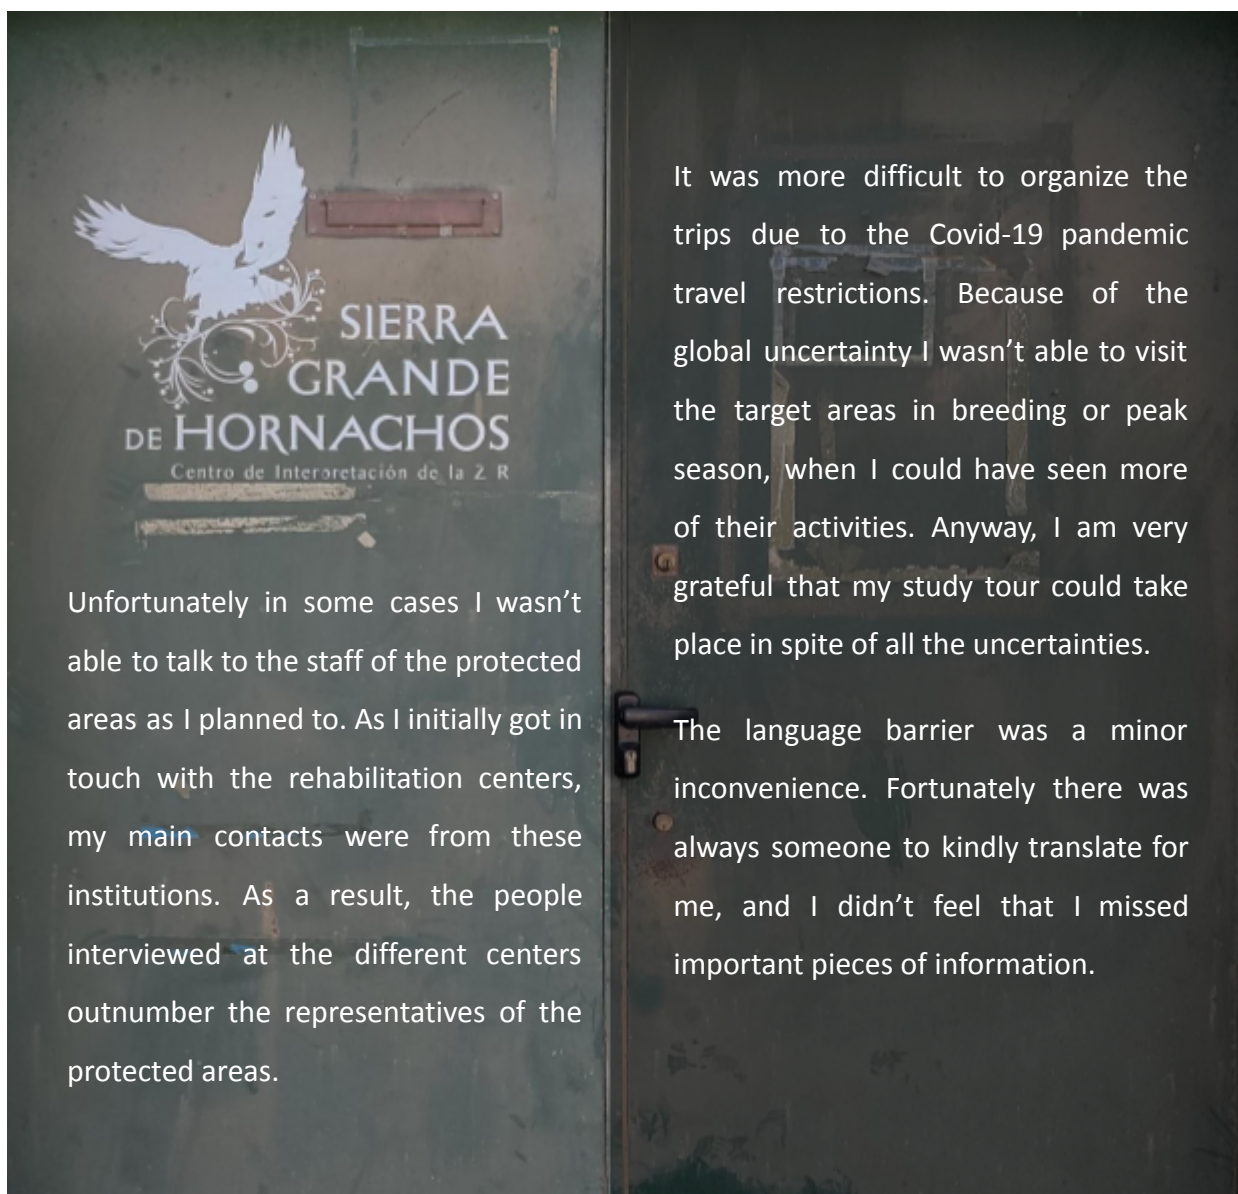 SIERRA
GRANDE
DE HORNACHOS
Centro de Interpretación de la Z R
Unfortunately in some cases I wasn’t
able to talk to the staff of the protected
areas as I planned to. As I initially got in
touch with the rehabilitation centers,
my main contacts were from these
institutions. As a result, the people
interviewed at the different centers
outnumber the representatives of the
protected areas.
It was more difficult to organize the
trips due to the Covid-19 pandemic
travel restrictions. Because of the
global uncertainty I wasn’t able to visit
the target areas in breeding or peak
season, when I could have seen more
of their activities. Anyway, I am very
grateful that my study tour could take
place in spite of all the uncertainties.
The language barrier was a minor
inconvenience. Fortunately there was
always someone to kindly translate for
me, and I didn’t feel that I missed
important pieces of information.